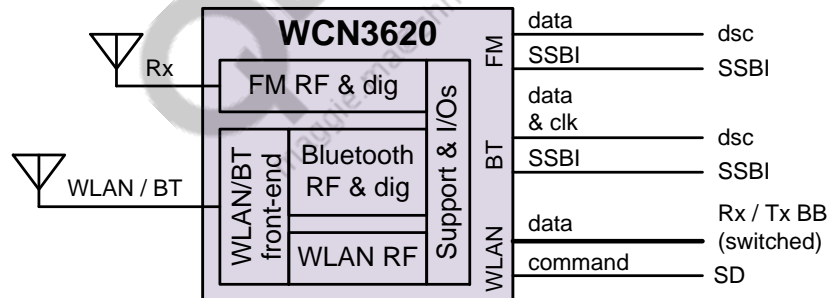 WCN3620
Rx
FM RF & dig
WLAN / BT
WLAN/BT
front-end
Bluetooth
RF & dig
WLAN RF
Support & I/Os
FM
BT
WLAN
data
dsc
SSBI
SSBI
data
& clk
dsc
SSBI
SSBI
data
Rx / Tx BB
(switched)
command
SD